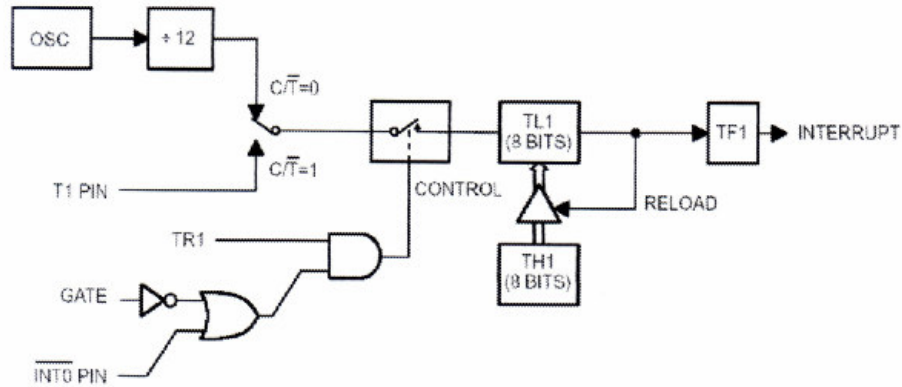 OSC
÷ 12
C/T̅=0
TL1
(8 BITS)
TF1
INTERRUPT
C/T̅=1
T1 PIN
CONTROL
RELOAD
TR1
TH1
(8 BITS)
GATE
I̅N̅T̅0̅ PIN